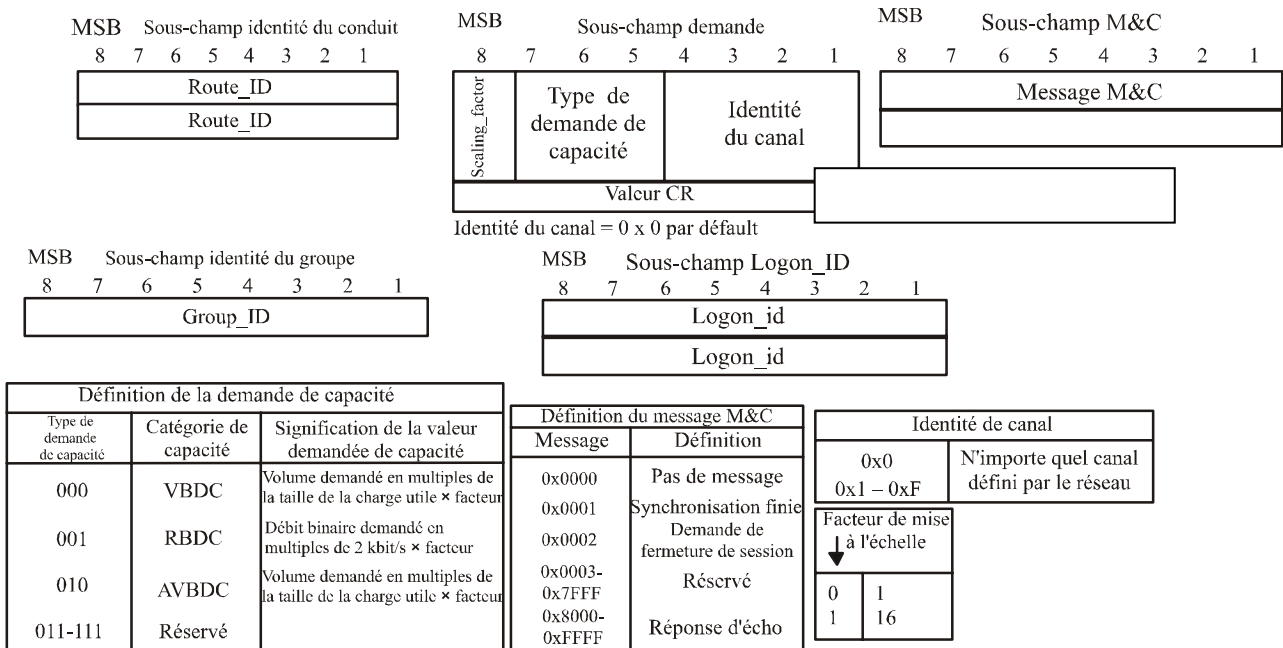 MSB Sous-champ identité du conduit
8 7 6 5 4 3 2 1
Route_ID
Route_ID
MSB Sous-champ demande
8 7 6 5 4 3 2 1
Scaling_factor
Type de
demande de
capacité
Identité
du canal
Valeur CR
Identité du canal = 0 x 0 par défault
MSB Sous-champ M&C
8 7 6 5 4 3 2 1
Message M&C
MSB Sous-champ identité du groupe
8 7 6 5 4 3 2 1
Group_ID
MSB Sous-champ Logon_ID
8 7 6 5 4 3 2 1
Logon_id
Logon_id
Définition de la demande de capacité
Type de
demande
de capacité
Catégorie de
capacité
Signification de la valeur
demandée de capacité
000 VBDC Volume demandé en multiples de
la taille de la charge utile × facteur
001 RBDC Débit binaire demandé en
multiples de 2 kbit/s × facteur
010 AVBDC Volume demandé en multiples de
la taille de la charge utile × facteur
011-111 Réservé
Définition du message M&C
Message Définition
0x0000 Pas de message
0x0001 Synchronisation finie
0x0002 Demande de
fermeture de session
0x0003-
0x7FFF Réservé
0x8000-
0xFFFF Réponse d'écho
Identité de canal
0x0 N'importe quel canal
0x1 – 0xF défini par le réseau
Facteur de mise
à l'échelle
0 1
1 16